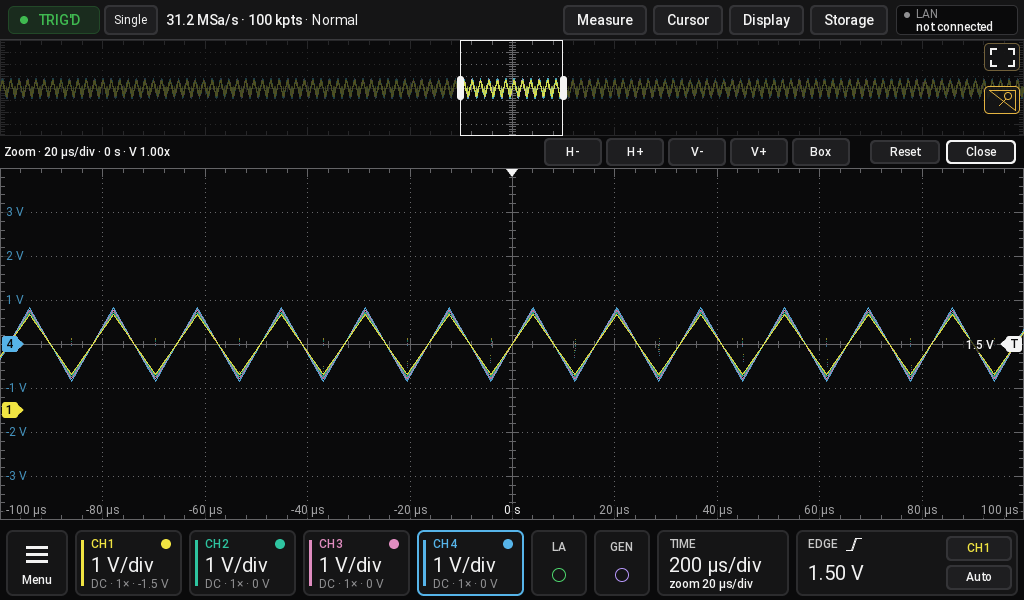 TRIG'D
Single
31.2 MSa/s · 100 kpts · Normal
Measure
Cursor
Display
Storage
LAN
not connected
Zoom · 20 µs/div · 0 s · V 1.00x
H-
H+
V-
V+
Box
Reset
Close
3 V
2 V
1 V
4
1.5 V
T
-1 V
1
-2 V
-3 V
-100 µs
-80 µs
-60 µs
-40 µs
-20 µs
0 s
20 µs
40 µs
60 µs
80 µs
100 µs
Menu
CH1
1 V/div
DC · 1× · -1.5 V
CH2
1 V/div
DC · 1× · 0 V
CH3
1 V/div
DC · 1× · 0 V
CH4
1 V/div
DC · 1× · 0 V
LA
GEN
TIME
200 µs/div
zoom 20 µs/div
EDGE
1.50 V
CH1
Auto